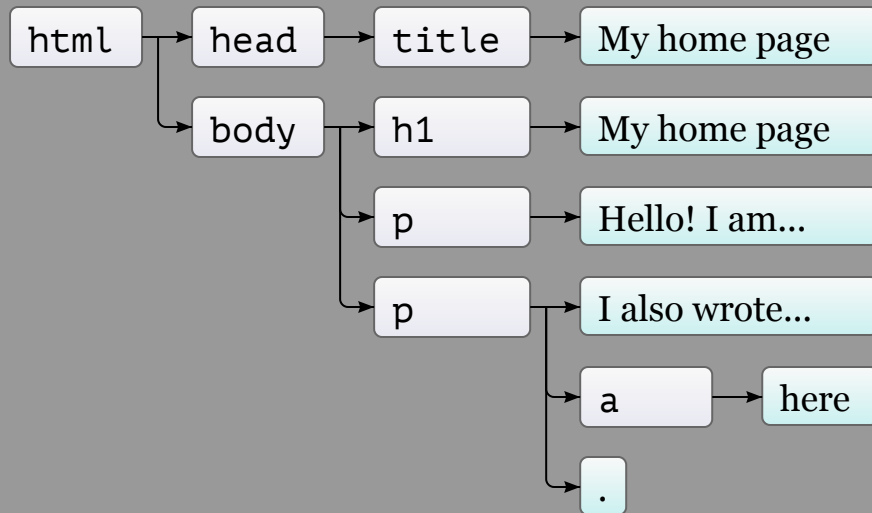 html head title My home page
body h1 My home page
p Hello! I am...
p I also wrote...
a here
.